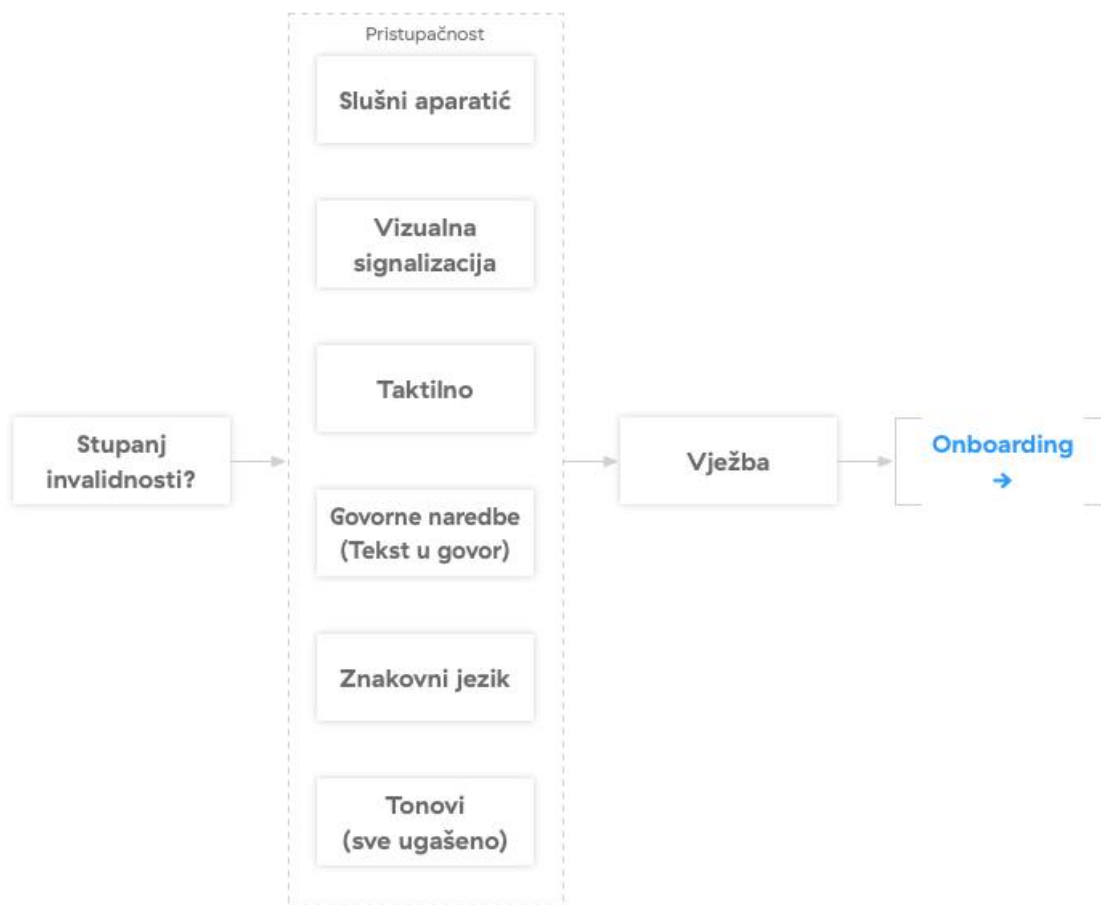 Pristupačnost
Slušni aparatić
Vizualna
signalizacija
Taktilno
Stupanj
invalidnosti?
Govorne naredbe
(Tekst u govor)
Znakovni jezik
Tonovi
(sve ugašeno)
Vježba
Onboarding
→